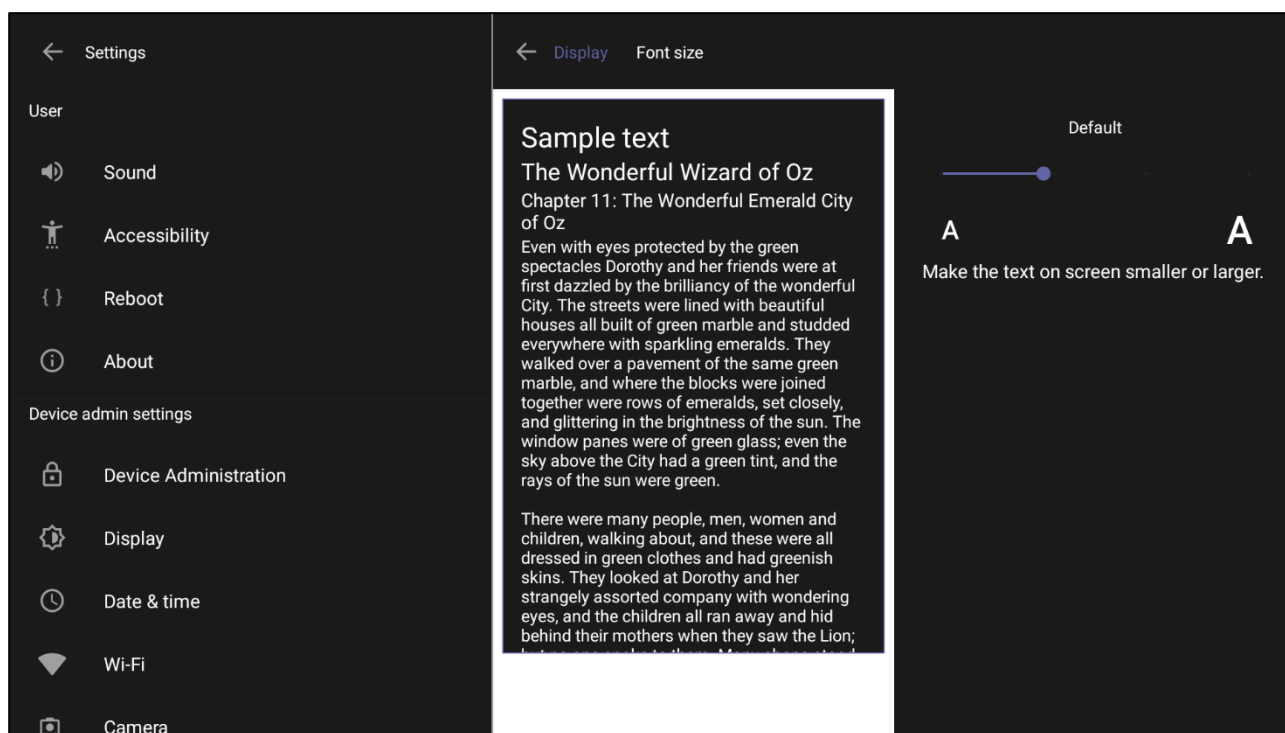 Settings
User
Sound
Accessibility
{ } Reboot
About
Device admin settings
Device Administration
Display
Date & time
Wi-Fi
Camera
Display Font size
Sample text
The Wonderful Wizard of Oz
Chapter 11: The Wonderful Emerald City
of Oz
Even with eyes protected by the green
spectacles Dorothy and her friends were at
first dazzled by the brilliancy of the wonderful
City. The streets were lined with beautiful
houses all built of green marble and studded
everywhere with sparkling emeralds. They
walked over a pavement of the same green
marble, and where the blocks were joined
together were rows of emeralds, set closely,
and glittering in the brightness of the sun. The
window panes were of green glass; even the
sky above the City had a green tint, and the
rays of the sun were green.
There were many people, men, women and
children, walking about, and these were all
dressed in green clothes and had greenish
skins. They looked at Dorothy and her
strangely assorted company with wondering
eyes, and the children all ran away and hid
behind their mothers when they saw the Lion;
Default
A A
Make the text on screen smaller or larger.